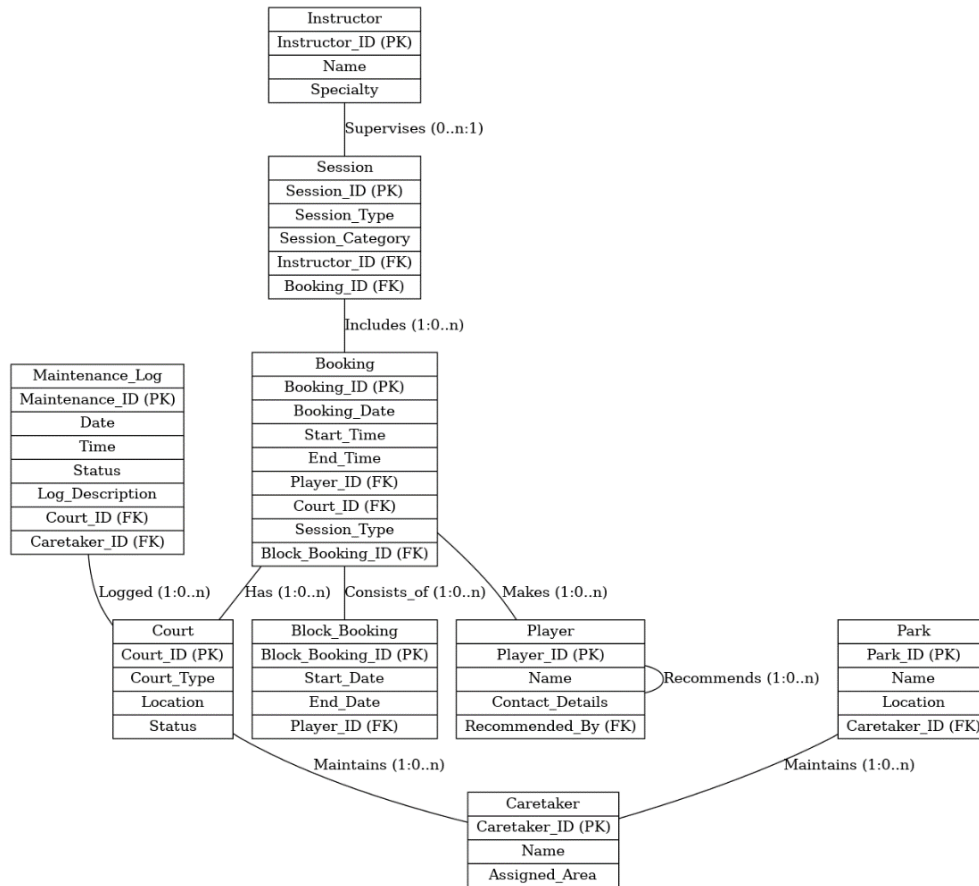 Instructor
Instructor_ID (PK)
Name
Specialty
Supervises (0..n:1)
Session
Session_ID (PK)
Session_Type
Session_Category
Instructor_ID (FK)
Booking_ID (FK)
Includes (1:0..n)
Maintenance_Log
Maintenance_ID (PK)
Date
Time
Status
Log_Description
Court_ID (FK)
Caretaker_ID (FK)
Booking
Booking_ID (PK)
Booking_Date
Start_Time
End_Time
Player_ID (FK)
Court_ID (FK)
Session_Type
Block_Booking_ID (FK)
Logged (1:0..n)
Has (1:0..n)
Consists_of (1:0..n)
Makes (1:0..n)
Court
Court_ID (PK)
Court_Type
Location
Status
Block_Booking
Block_Booking_ID (PK)
Start_Date
End_Date
Player_ID (FK)
Player
Player_ID (PK)
Name
Contact_Details
Recommended_By (FK)
Recommends (1:0..n)
Park
Park_ID (PK)
Name
Location
Caretaker_ID (FK)
Maintains (1:0..n)
Maintains (1:0..n)
Caretaker
Caretaker_ID (PK)
Name
Assigned_Area